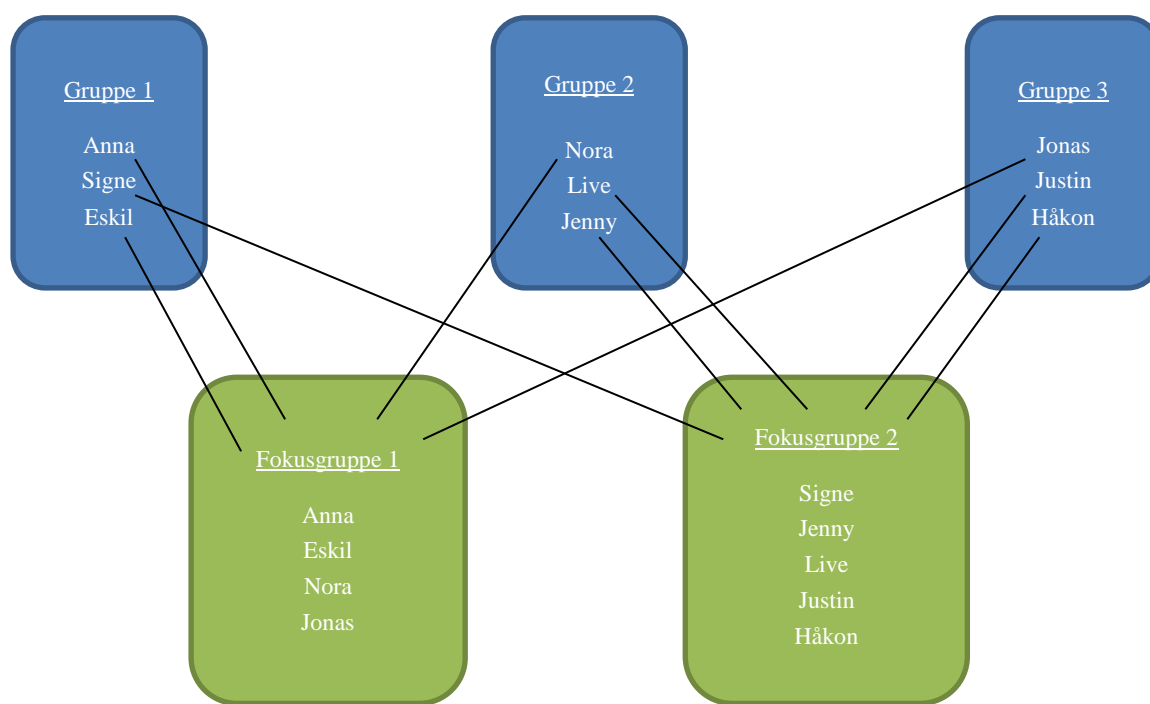 Gruppe 1
Anna
Signe
Eskil
Gruppe 2
Nora
Live
Jenny
Gruppe 3
Jonas
Justin
Håkon
Fokusgruppe 1
Anna
Eskil
Nora
Jonas
Fokusgruppe 2
Signe
Jenny
Live
Justin
Håkon